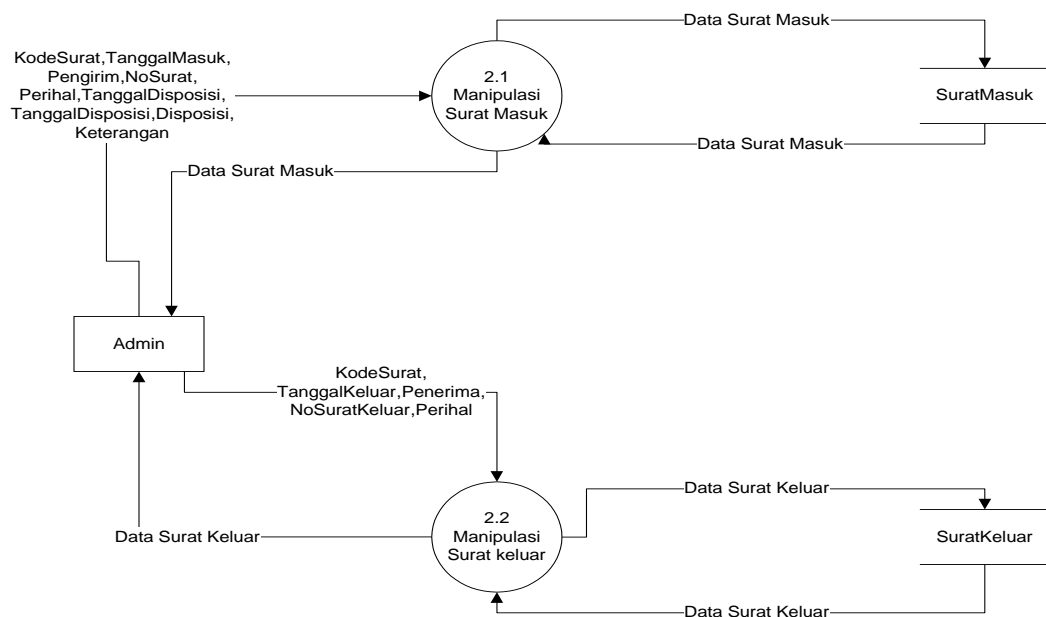 Data Surat Masuk
KodeSurat,TanggalMasuk,
Pengirim,NoSurat,
Perihal,TanggalDisposisi,
TanggalDisposisi,Disposisi,
Keterangan
2.1
Manipulasi
Surat Masuk
SuratMasuk
Data Surat Masuk
Data Surat Masuk
Admin
KodeSurat,
TanggalKeluar,Penerima,
NoSuratKeluar,Perihal
Data Surat Keluar
2.2
Manipulasi
Surat keluar
Data Surat Keluar
SuratKeluar
Data Surat Keluar